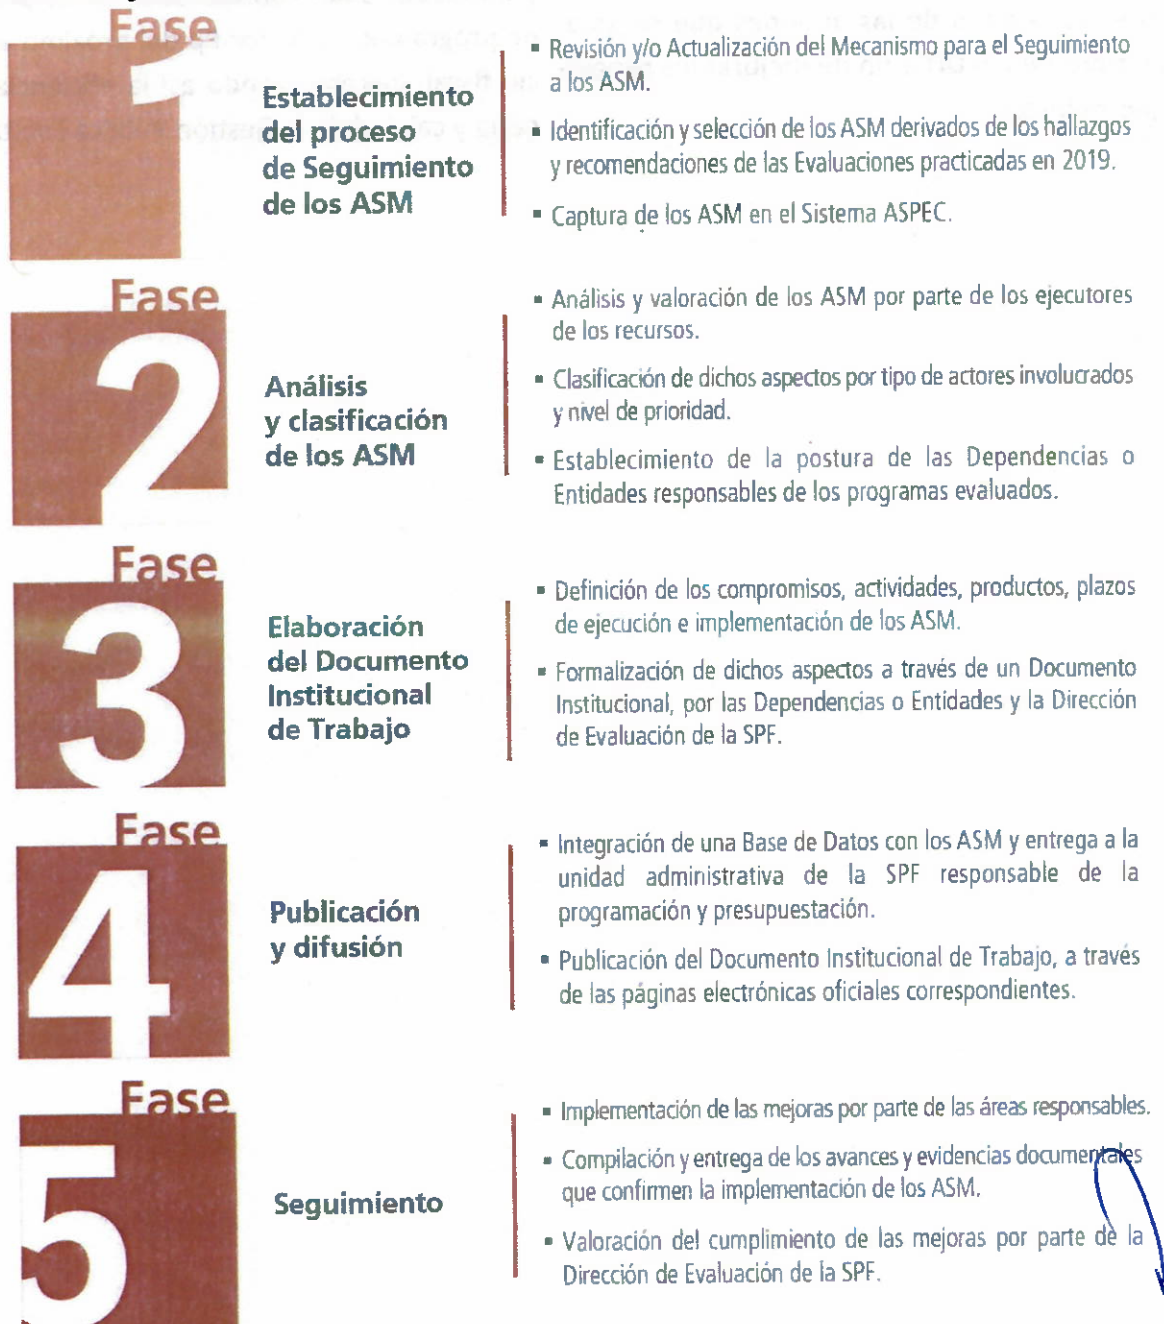 Fase
1
Establecimiento
del proceso
de Seguimiento
de los ASM
▪ Revisión y/o Actualización del Mecanismo para el Seguimiento
a los ASM.
▪ Identificación y selección de los ASM derivados de los hallazgos
y recomendaciones de las Evaluaciones practicadas en 2019.
▪ Captura de los ASM en el Sistema ASPEC.
Fase
2
Análisis
y clasificación
de los ASM
▪ Análisis y valoración de los ASM por parte de los ejecutores
de los recursos.
▪ Clasificación de dichos aspectos por tipo de actores involucrados
y nivel de prioridad.
▪ Establecimiento de la postura de las Dependencias o
Entidades responsables de los programas evaluados.
Fase
3
Elaboración
del Documento
Institucional
de Trabajo
▪ Definición de los compromisos, actividades, productos, plazos
de ejecución e implementación de los ASM.
▪ Formalización de dichos aspectos a través de un Documento
Institucional, por las Dependencias o Entidades y la Dirección
de Evaluación de la SPF.
Fase
4
Publicación
y difusión
▪ Integración de una Base de Datos con los ASM y entrega a la
unidad administrativa de la SPF responsable de la
programación y presupuestación.
▪ Publicación del Documento Institucional de Trabajo, a través
de las páginas electrónicas oficiales correspondientes.
Fase
5
Seguimiento
▪ Implementación de las mejoras por parte de las áreas responsables.
▪ Compilación y entrega de los avances y evidencias documentales
que confirmen la implementación de los ASM.
▪ Valoración del cumplimiento de las mejoras por parte de la
Dirección de Evaluación de la SPF.